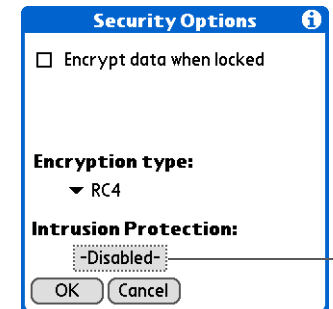 Security Options
Encrypt data when locked
Encryption type:
RC4
Intrusion Protection:
-Disabled-
OK Cancel